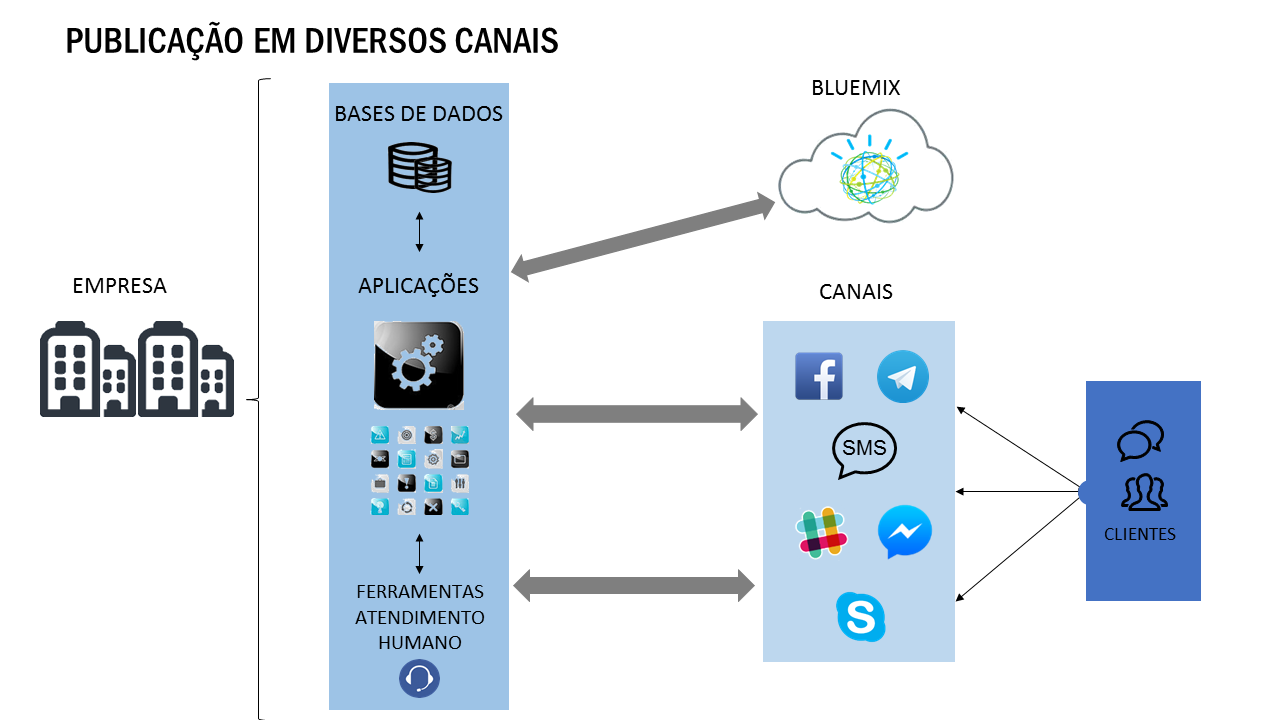 PUBLICAÇÃO EM DIVERSOS CANAIS
EMPRESA
BASES DE DADOS
APLICAÇÕES
FERRAMENTAS
ATENDIMENTO
HUMANO
BLUEMIX
CANAIS
SMS
CLIENTES